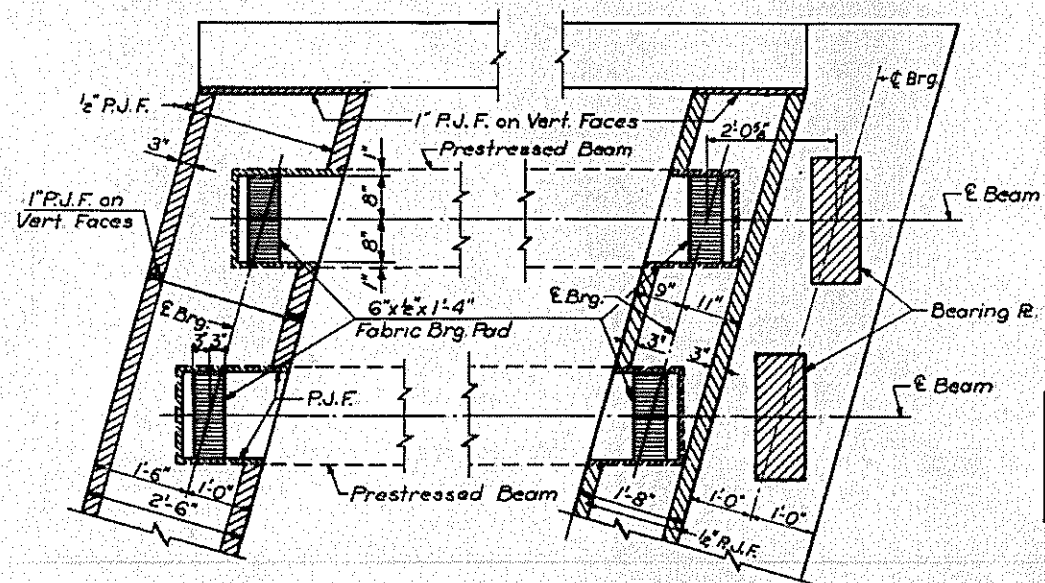 ℄ Brg.
½" P.J.F.
1" P.J.F. on Vert. Faces
2'-0⅝"
3"
Prestressed Beam
1"
8"
8"
1"
1" P.J.F. on
Vert. Faces
℄ Beam
6"x½"x1'-4"
Fabric Brg. Pad
℄ Brg.
9"
11"
Bearing ℞.
℄ Brg.
3"
3"
3"
3"
℄ Beam
P.J.F.
1'-6"
1'-0"
2'-6"
Prestressed Beam
1'-8"
1'-0"
1'-0"
½" P.J.F.